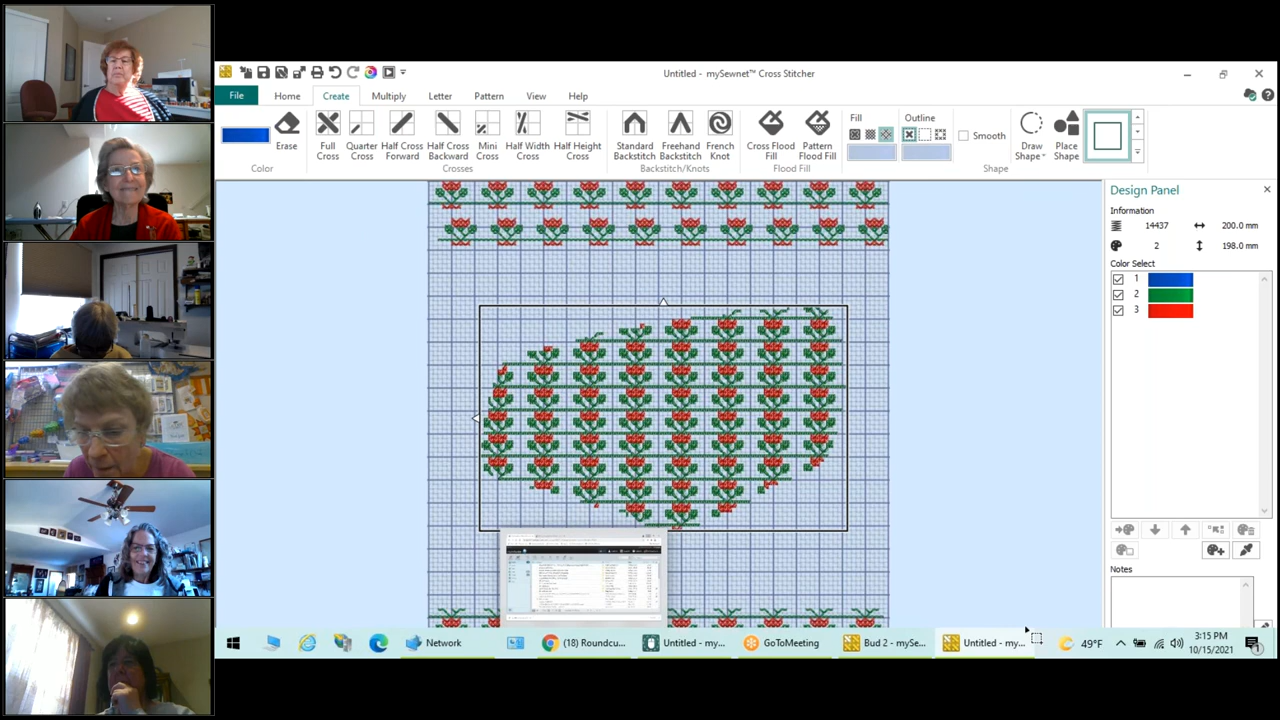 Untitled - mySewnet™ Cross Stitcher
File Home Create Multiply Letter Pattern View Help
Erase
Full Cross
Quarter Cross
Half Cross Forward
Half Cross Backward
Mini Cross
Half Width Cross
Half Height Cross
Standard Backstitch
Freehand Backstitch
French Knot
Cross Flood Fill
Pattern Flood Fill
Fill
Outline
Smooth
Draw Shape
Place Shape
Color Crosses Backstitch/Knots Flood Fill Shape
Design Panel
Information
14437 200.0 mm
2 198.0 mm
Color Select
1
2
3
Notes
Network
(18) Roundcu...
Untitled - my...
GoToMeeting
Bud 2 - mySe...
Untitled - my...
49°F
3:15 PM
10/15/2021
1